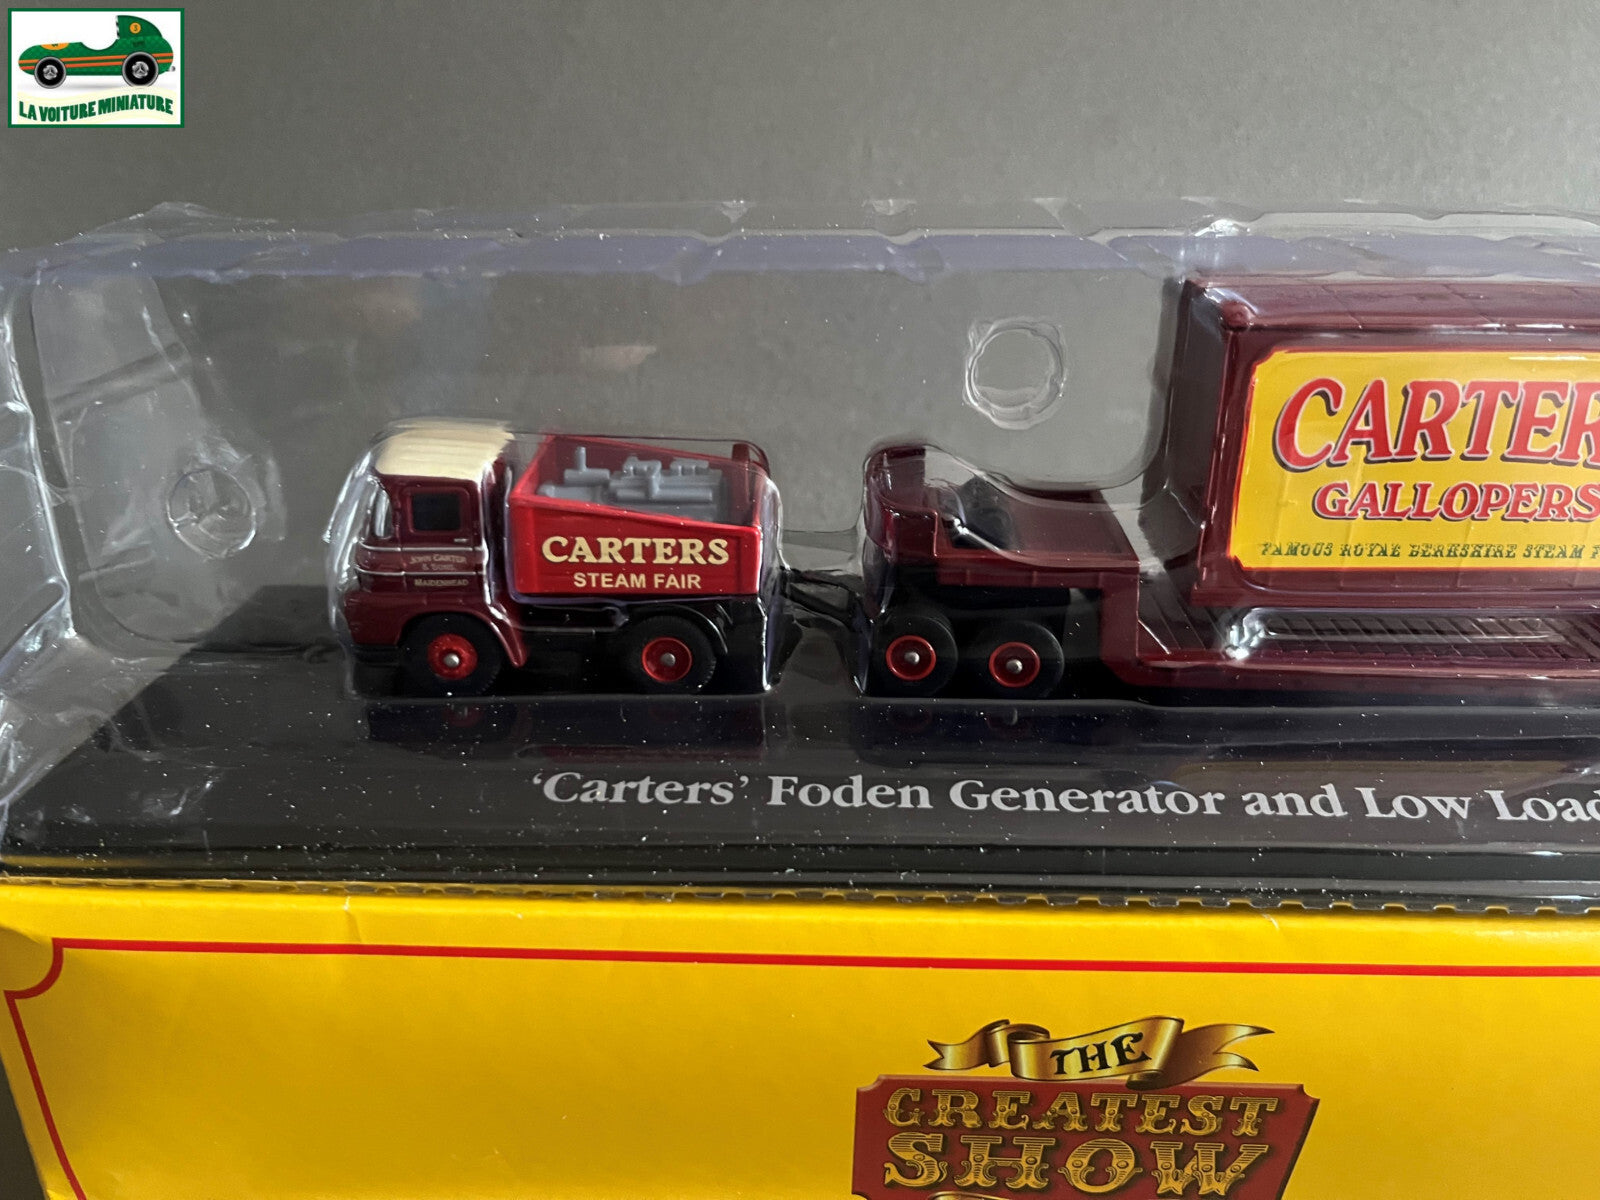 LA VOITURE MINIATURE
CARTER
GALLOPERS
FAMOUS ROYAL BERKSHIRE STEAM F
CARTERS
STEAM FAIR
JOHN CARTER
& SONS.
MAIDENHEAD
‘Carters’ Foden Generator and Low Load
THE
GREATEST
SHOW